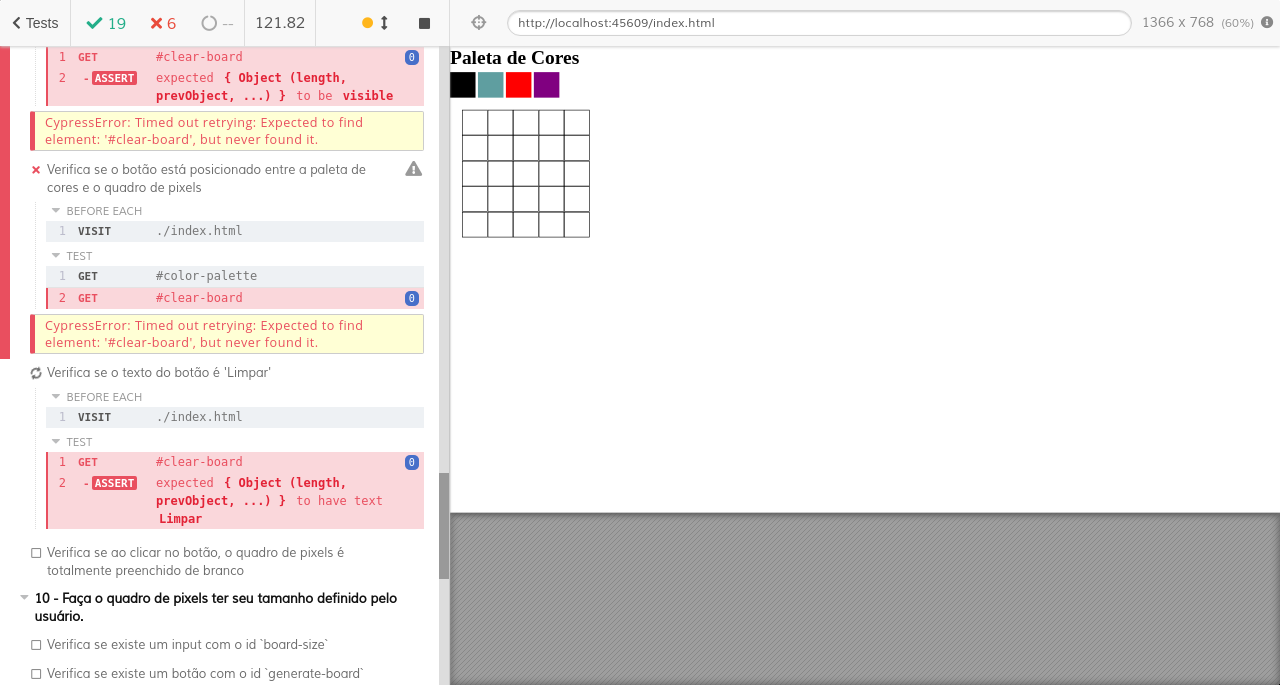 Tests
19
6
--
121.82
http://localhost:45609/index.html
1366 x 768 (60%)
1 GET #clear-board 0
2 -ASSERT expected { Object (length,
prevObject, ...) } to be visible
CypressError: Timed out retrying: Expected to find
element: '#clear-board', but never found it.
Verifica se o botão está posicionado entre a paleta de
cores e o quadro de pixels
BEFORE EACH
1 VISIT ./index.html
TEST
1 GET #color-palette
2 GET #clear-board 0
CypressError: Timed out retrying: Expected to find
element: '#clear-board', but never found it.
Verifica se o texto do botão é 'Limpar'
BEFORE EACH
1 VISIT ./index.html
TEST
1 GET #clear-board 0
2 -ASSERT expected { Object (length,
prevObject, ...) } to have text
Limpar
Verifica se ao clicar no botão, o quadro de pixels é
totalmente preenchido de branco
10 - Faça o quadro de pixels ter seu tamanho definido pelo
usuário.
Verifica se existe um input com o id `board-size`
Verifica se existe um botão com o id `generate-board`
Paleta de Cores